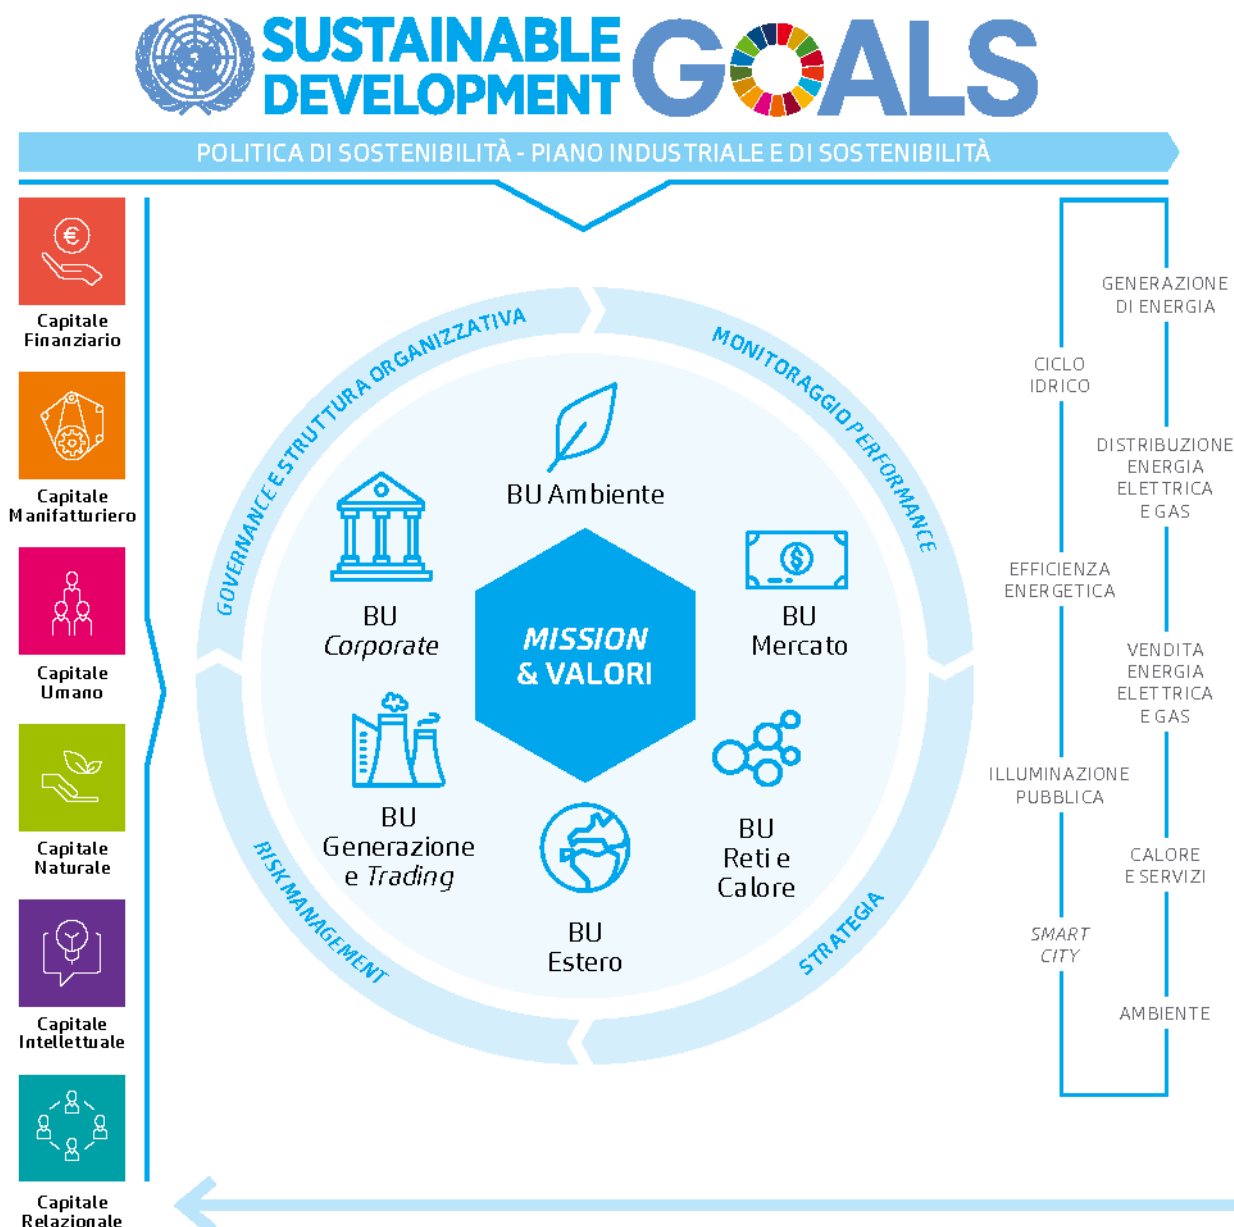 SUSTAINABLE
DEVELOPMENT
GOALS
POLITICA DI SOSTENIBILITÀ - PIANO INDUSTRIALE E DI SOSTENIBILITÀ
Capitale
Finanziario
Capitale
Manifatturiero
Capitale
Umano
Capitale
Naturale
Capitale
Intellettuale
Capitale
Relazionale
GOVERNANCE E STRUTTURA ORGANIZZATIVA
MONITORAGGIO PERFORMANCE
STRATEGIA
RISK MANAGEMENT
BU Ambiente
BU
Corporate
BU
Mercato
MISSION
& VALORI
BU
Generazione
e Trading
BU
Reti e
Calore
BU
Estero
GENERAZIONE
DI ENERGIA
CICLO
IDRICO
DISTRIBUZIONE
ENERGIA
ELETTRICA
E GAS
EFFICIENZA
ENERGETICA
VENDITA
ENERGIA
ELETTRICA
E GAS
ILLUMINAZIONE
PUBBLICA
CALORE
E SERVIZI
SMART
CITY
AMBIENTE